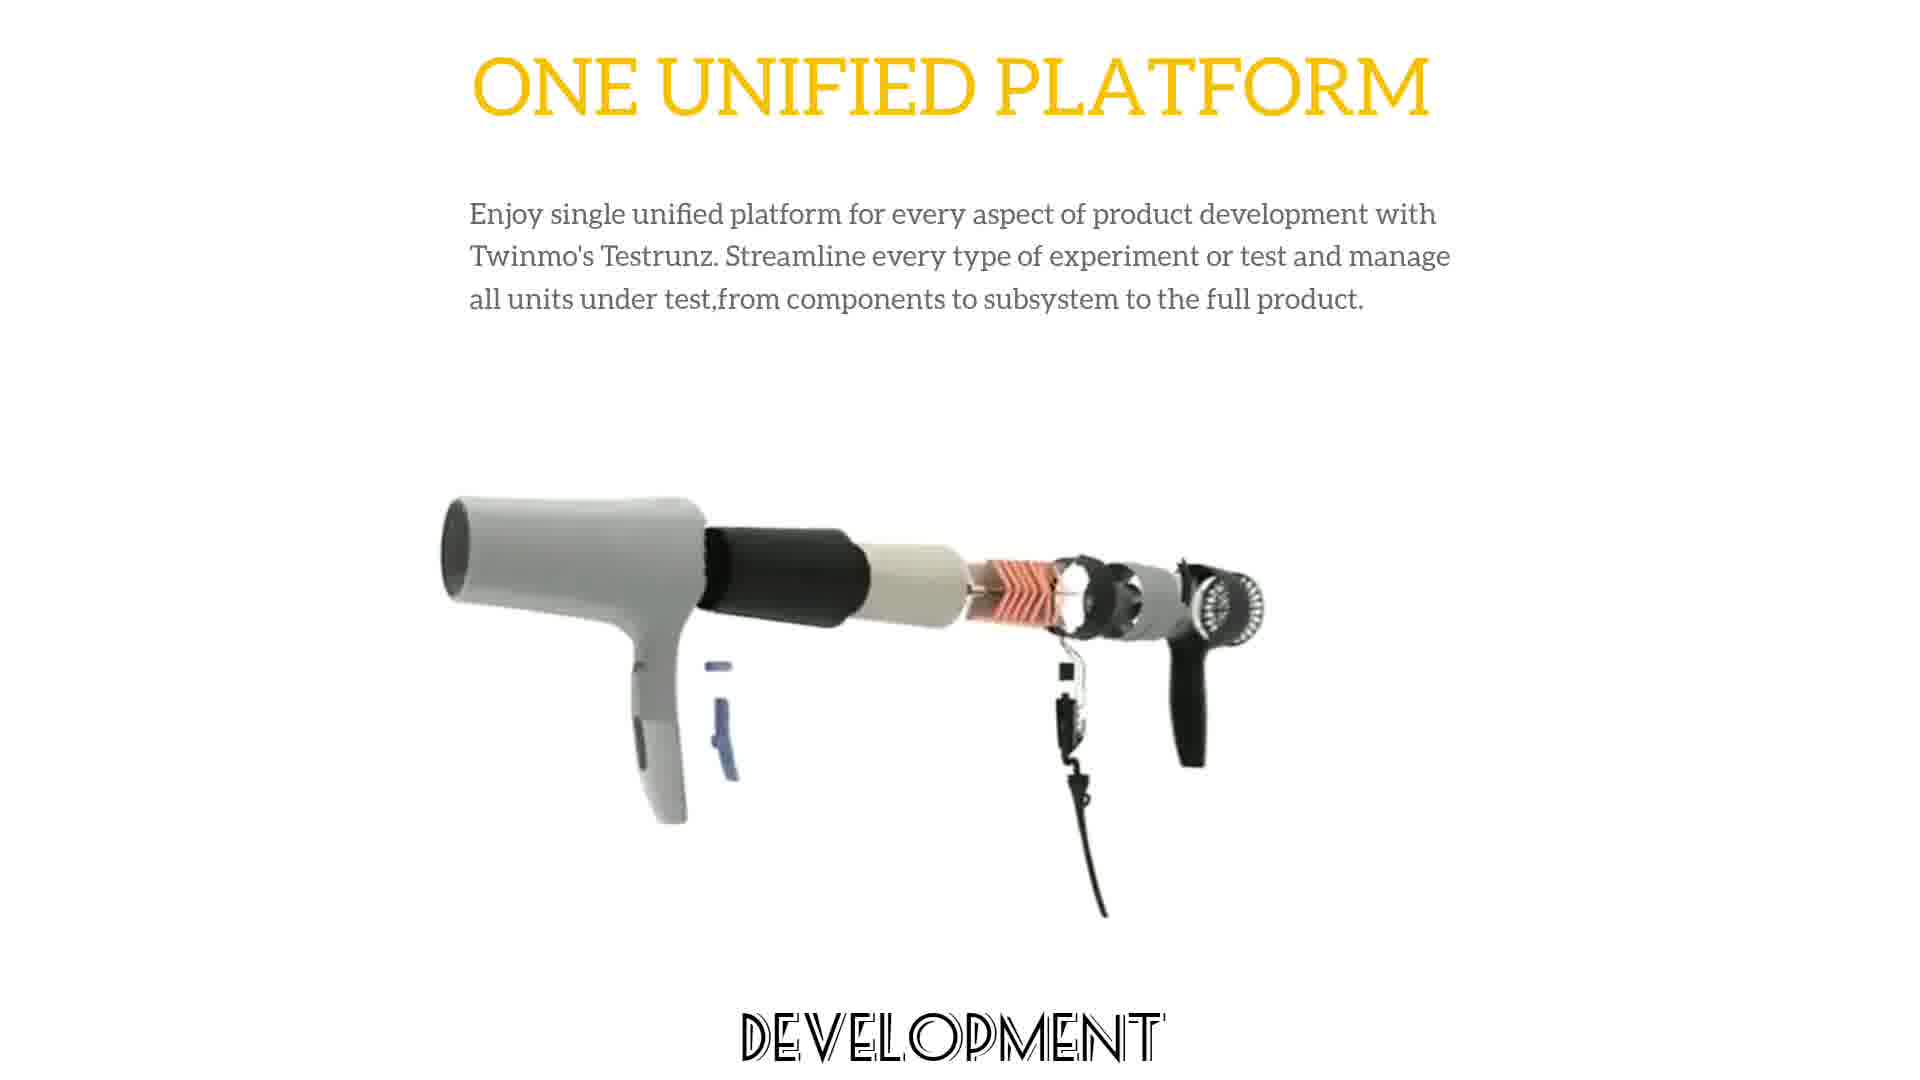 ONE UNIFIED PLATFORM
Enjoy single unified platform for every aspect of product development with
Twinmo's Testrunz. Streamline every type of experiment or test and manage
all units under test,from components to subsystem to the full product.
DEVELOPMENT